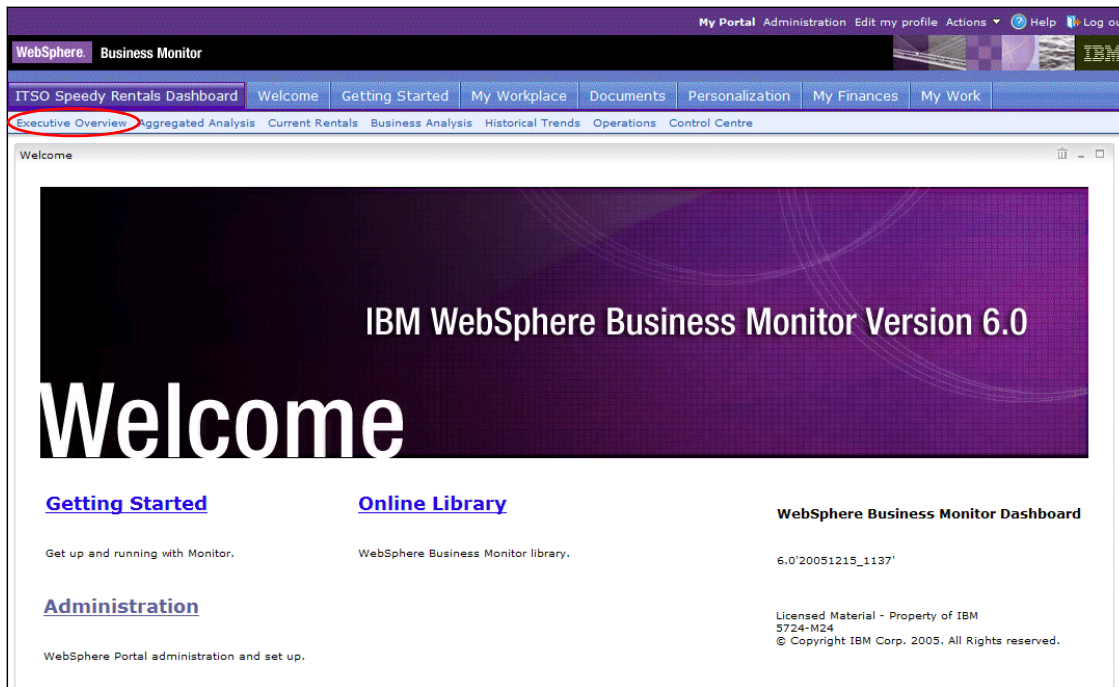 My Portal Administration Edit my profile Actions ? Help Log ou
WebSphere. Business Monitor IBM
ITSO Speedy Rentals Dashboard Welcome Getting Started My Workplace Documents Personalization My Finances My Work
Executive Overview Aggregated Analysis Current Rentals Business Analysis Historical Trends Operations Control Centre
Welcome
IBM WebSphere Business Monitor Version 6.0
Welcome
Getting Started Online Library
WebSphere Business Monitor Dashboard
Get up and running with Monitor. WebSphere Business Monitor library.
6.0'20051215_1137'
Administration
Licensed Material - Property of IBM
5724-M24
© Copyright IBM Corp. 2005. All Rights reserved.
WebSphere Portal administration and set up.